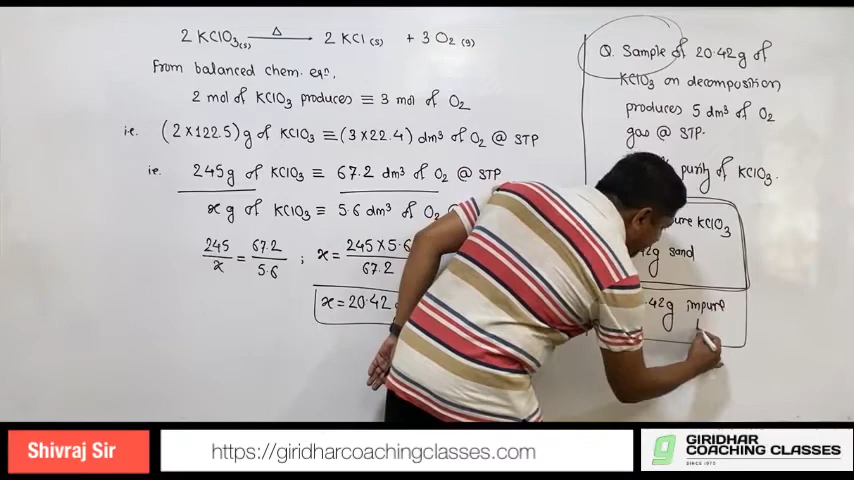 2 KClO3(s) —Δ→ 2 KCl(s) + 3 O2 (g)
From balanced chem. eqn,
2 mol of KClO3 produces ≡ 3 mol of O2
i.e. (2×122.5)g of KClO3 ≡ (3×22.4) dm³ of O2 @ STP
i.e. 245g of KClO3 ≡ 67.2 dm³ of O2 @ STP
x g of KClO3 ≡ 5.6 dm³ of O2
245/x = 67.2/5.6 ; x = 245 × 5.6/67.2
x = 20.42
Q. Sample of 20.42g of
KClO3 on decomposition
produces 5 dm³ of O2
gas @ STP.
purity of KClO3.
KClO3
g sand
.42g impure
Shivraj Sir
https://giridharcoachingclasses.com
GIRIDHAR
COACHING CLASSES
SINCE 1975